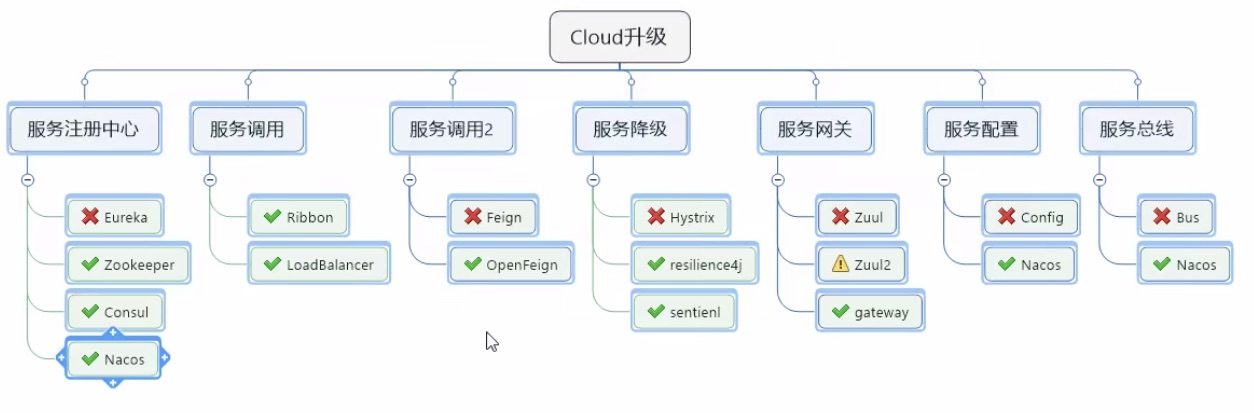 Cloud升级
服务注册中心
服务调用
服务调用2
服务降级
服务网关
服务配置
服务总线
Eureka
Ribbon
Feign
Hystrix
Zuul
Config
Bus
Zookeeper
LoadBalancer
OpenFeign
resilience4j
Zuul2
Nacos
Nacos
Consul
sentienl
gateway
Nacos